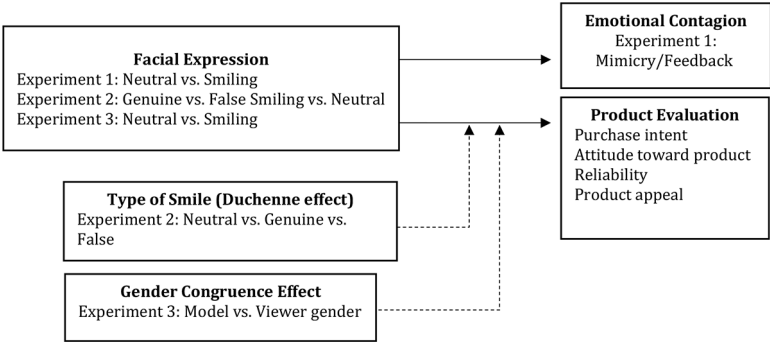 Facial Expression
Experiment 1: Neutral vs. Smiling
Experiment 2: Genuine vs. False Smiling vs. Neutral
Experiment 3: Neutral vs. Smiling
Emotional Contagion
Experiment 1:
Mimicry/Feedback
Product Evaluation
Purchase intent
Attitude toward product
Reliability
Product appeal
Type of Smile (Duchenne effect)
Experiment 2: Neutral vs. Genuine vs.
False
Gender Congruence Effect
Experiment 3: Model vs. Viewer gender